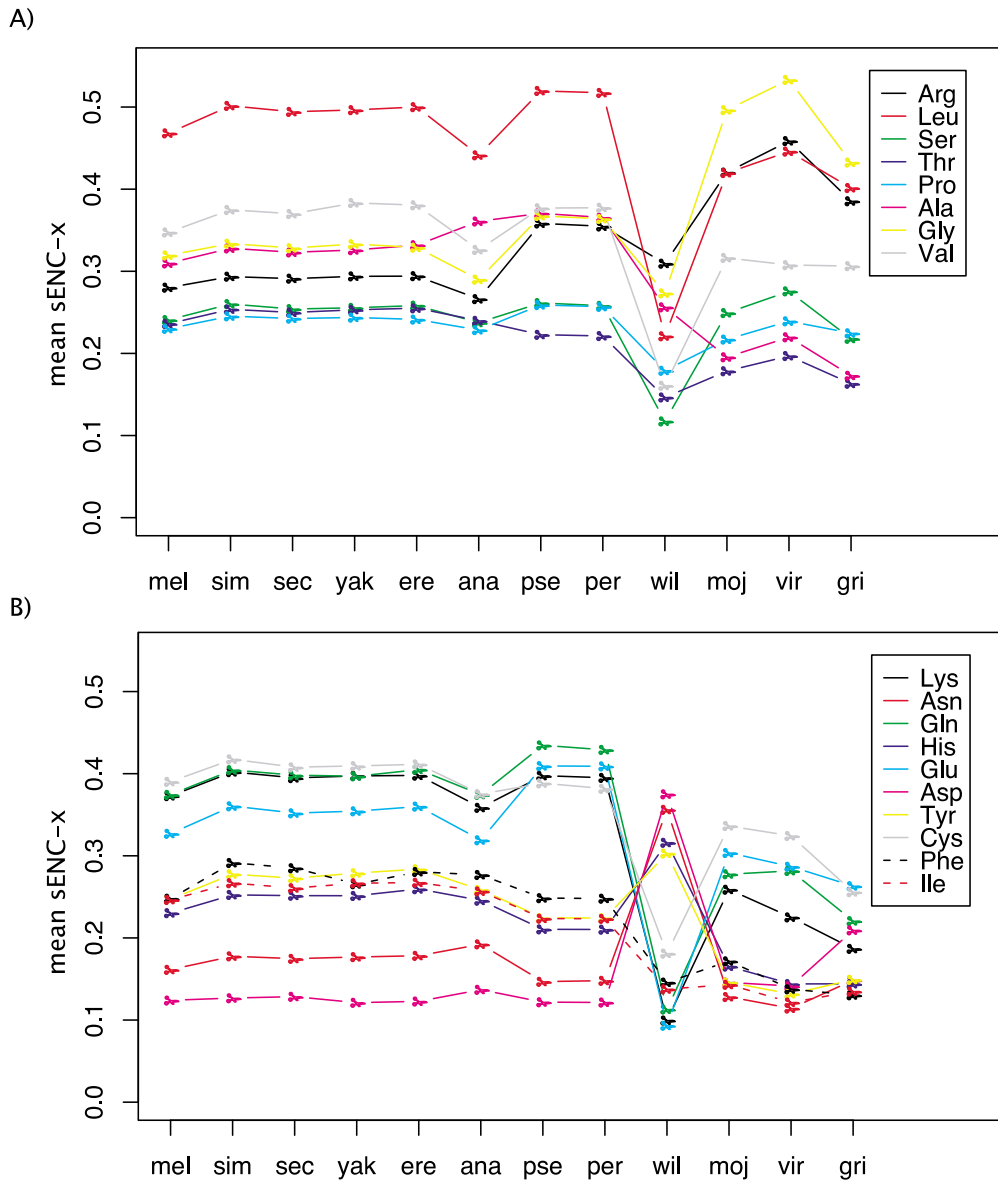 A)
mean sENC-x
0.5
0.4
0.3
0.2
0.1
0.0
Arg
Leu
Ser
Thr
Pro
Ala
Gly
Val
mel sim sec yak ere ana pse per wil moj vir gri
B)
mean sENC-x
0.5
0.4
0.3
0.2
0.1
0.0
Lys
Asn
Gln
His
Glu
Asp
Tyr
Cys
Phe
Ile
mel sim sec yak ere ana pse per wil moj vir gri